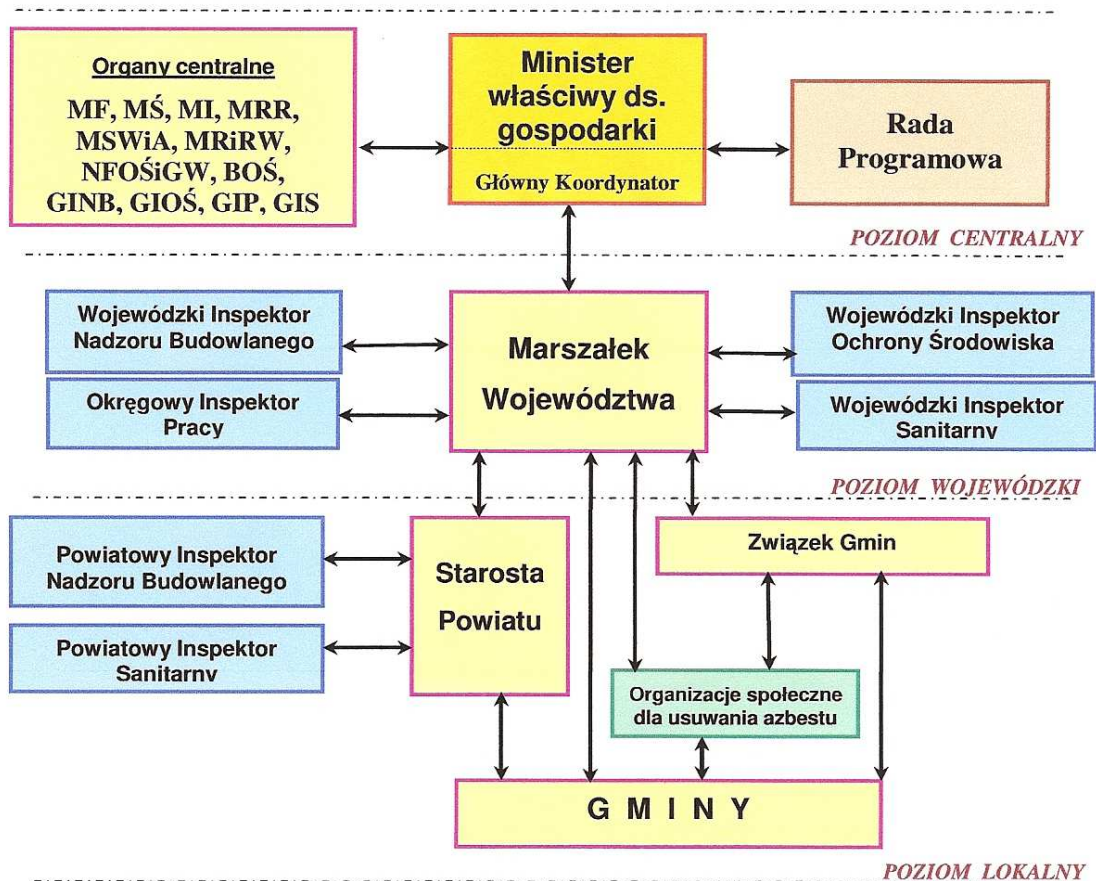 Organy centralne
MF, MŚ, MI, MRR,
MSWiA, MRiRW,
NFOŚiGW, BOŚ,
GINB, GIOŚ, GIP, GIS
Minister
właściwy ds.
gospodarki
Główny Koordynator
Rada
Programowa
POZIOM CENTRALNY
Wojewódzki Inspektor
Nadzoru Budowlanego
Okręgowy Inspektor
Pracy
Marszałek
Województwa
Wojewódzki Inspektor
Ochrony Środowiska
Wojewódzki Inspektor
Sanitarny
POZIOM WOJEWÓDZKI
Powiatowy Inspektor
Nadzoru Budowlanego
Powiatowy Inspektor
Sanitarny
Starosta
Powiatu
Związek Gmin
Organizacje społeczne
dla usuwania azbestu
G M I N Y
POZIOM LOKALNY